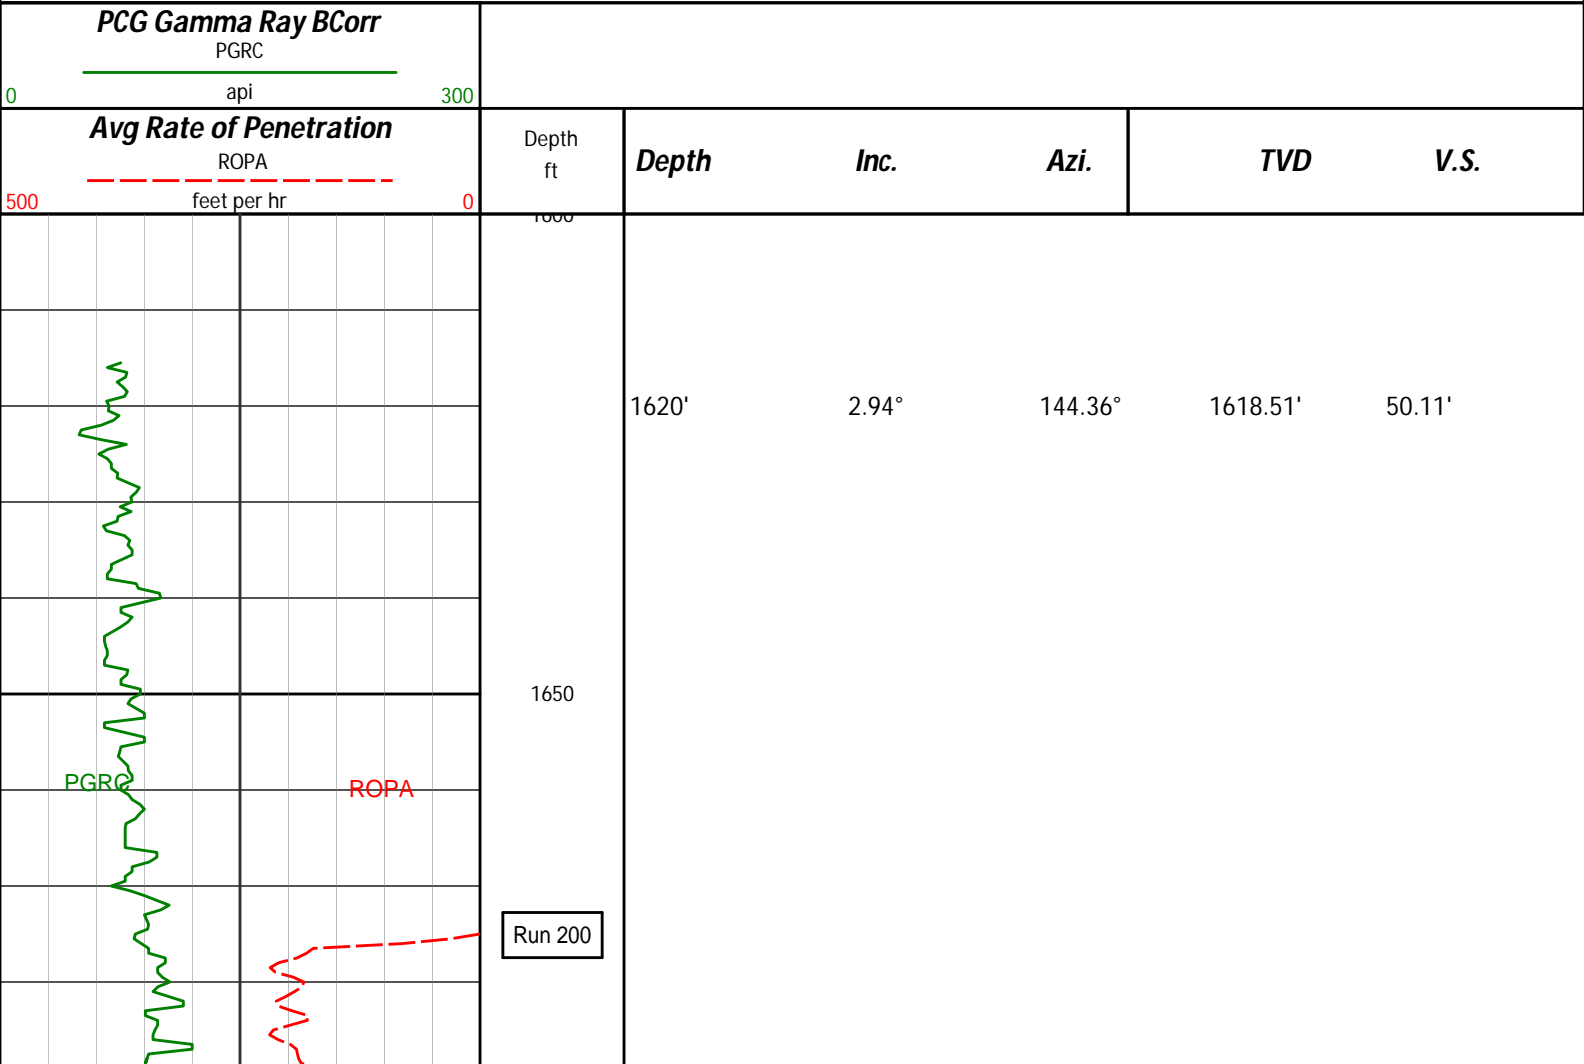 PCG Gamma Ray BCorr
PGRC
0 api 300
Avg Rate of Penetration
ROPA
500 feet per hr 0
Depth
ft
Depth Inc. Azi. TVD V.S.
1600
1620' 2.94° 144.36° 1618.51' 50.11'
1650
PGRC ROPA
Run 200